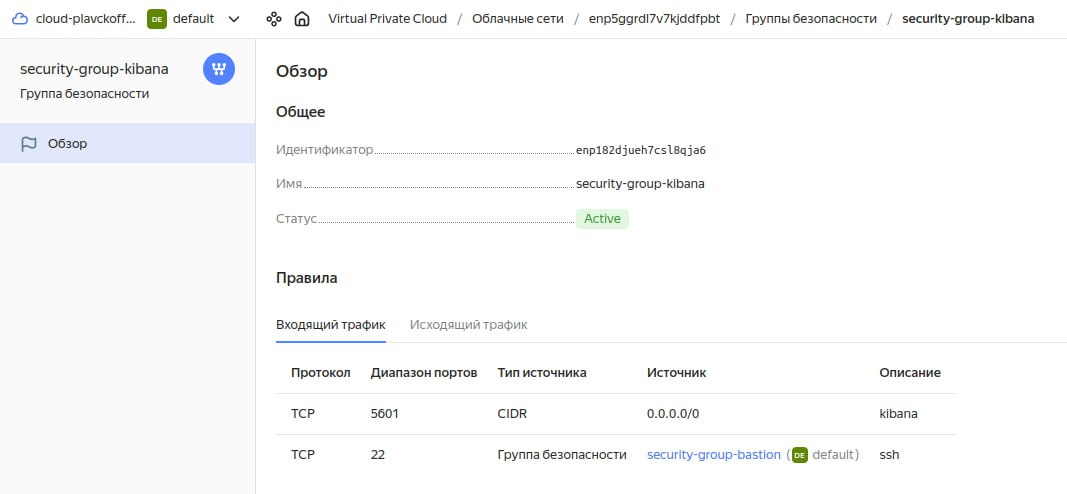 cloud-plavckoff... DE default Virtual Private Cloud / Облачные сети / enp5ggrdl7v7kjddfpbt / Группы безопасности / security-group-kibana
security-group-kibana
Группа безопасности
Обзор
Обзор
Общее
Идентификатор enp182djueh7csl8qja6
Имя security-group-kibana
Статус Active
Правила
Входящий трафик Исходящий трафик
Протокол Диапазон портов Тип источника Источник Описание
TCP 5601 CIDR 0.0.0.0/0 kibana
TCP 22 Группа безопасности security-group-bastion (DE default) ssh